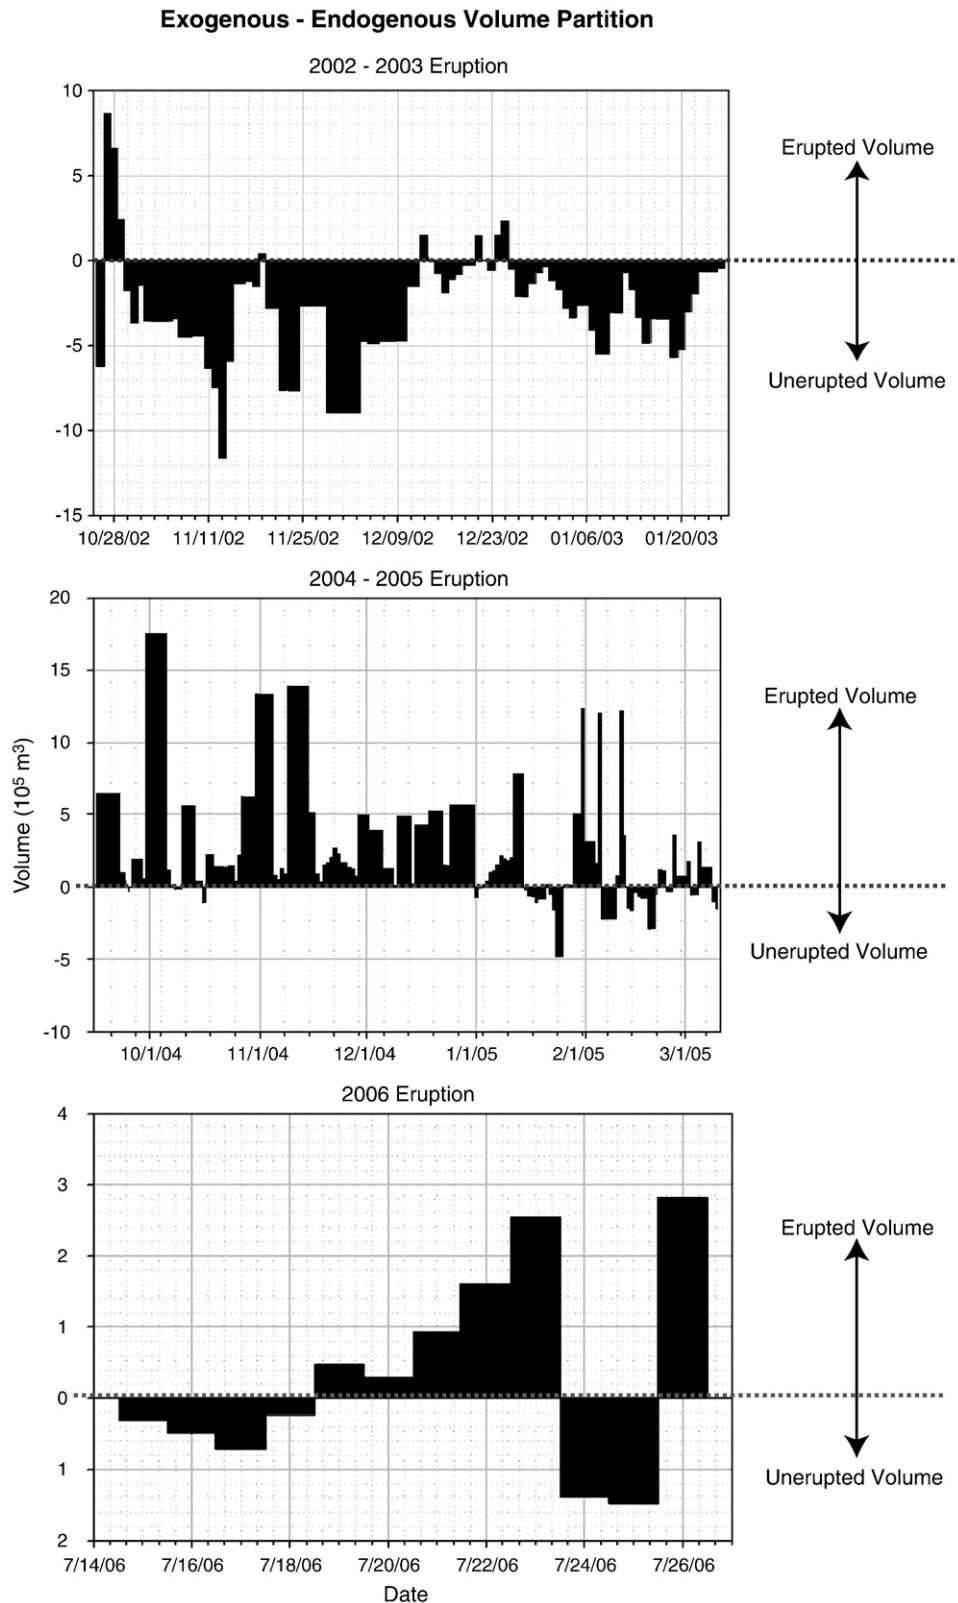 Exogenous - Endogenous Volume Partition
2002 - 2003 Eruption
10
5
0
-5
-10
-15
10/28/02 11/11/02 11/25/02 12/09/02 12/23/02 01/06/03 01/20/03
Erupted Volume
Unerupted Volume
2004 - 2005 Eruption
Volume (10⁵ m³)
20
15
10
5
0
-5
-10
10/1/04 11/1/04 12/1/04 1/1/05 2/1/05 3/1/05
Erupted Volume
Unerupted Volume
2006 Eruption
4
3
2
1
0
1
2
7/14/06 7/16/06 7/18/06 7/20/06 7/22/06 7/24/06 7/26/06
Date
Erupted Volume
Unerupted Volume